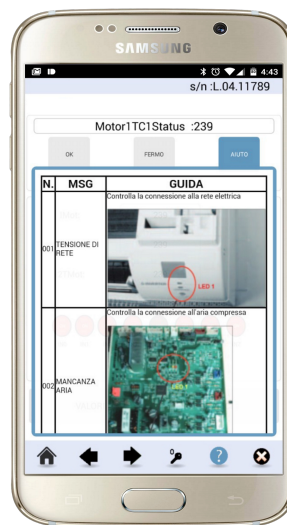 SAMSUNG
4:43
s/n :L.04.11789
Motor1TC1Status :239
OK
FERMO
AIUTO
N. MSG GUIDA
Controlla la connessione alla rete elettrica
001 TENSIONE DI RETE
LED 1
Controlla la connessione all'aria compressa
002 MANCANZA ARIA
?